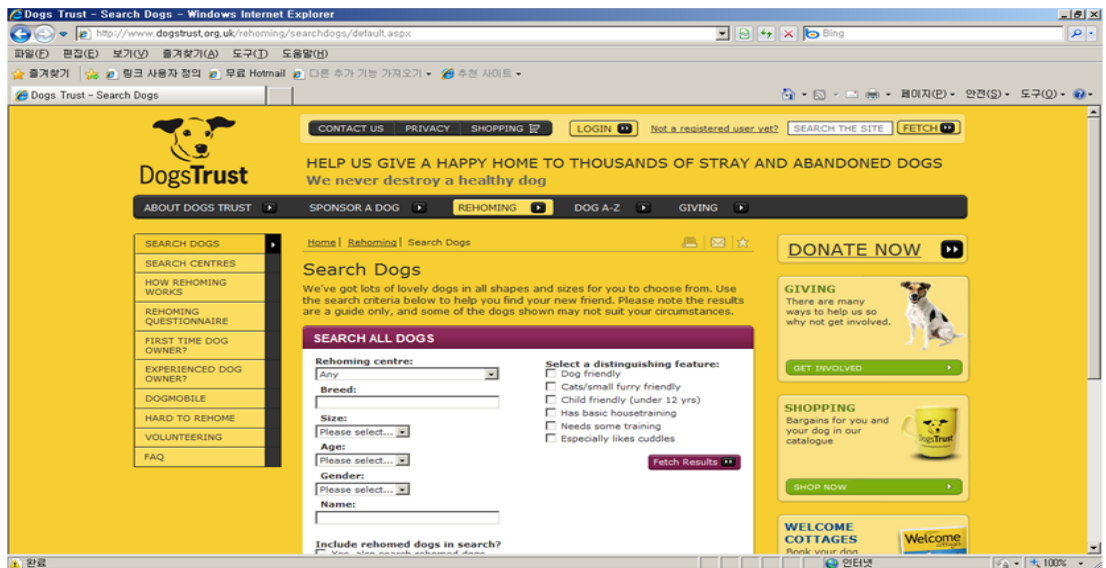 Dogs Trust - Search Dogs - Windows Internet Explorer
http://www.dogstrust.org.uk/rehoming/searchdogs/default.aspx
Bing
파일(F) 편집(E) 보기(V) 즐겨찾기(A) 도구(T) 도움말(H)
즐겨찾기 링크 사용자 정의 무료 Hotmail 다른 추가 기능 가져오기 추천 사이트
Dogs Trust - Search Dogs
페이지(P) 안전(S) 도구(O)
DogsTrust
CONTACT US PRIVACY SHOPPING LOGIN Not a registered user yet? SEARCH THE SITE FETCH
HELP US GIVE A HAPPY HOME TO THOUSANDS OF STRAY AND ABANDONED DOGS
We never destroy a healthy dog
ABOUT DOGS TRUST SPONSOR A DOG REHOMING DOG A-Z GIVING
SEARCH DOGS
SEARCH CENTRES
HOW REHOMING
WORKS
REHOMING
QUESTIONNAIRE
FIRST TIME DOG
OWNER?
EXPERIENCED DOG
OWNER?
DOGMOBILE
HARD TO REHOME
VOLUNTEERING
FAQ
Home | Rehoming | Search Dogs
Search Dogs
We've got lots of lovely dogs in all shapes and sizes for you to choose from. Use
the search criteria below to help you find your new friend. Please note the results
are a guide only, and some of the dogs shown may not suit your circumstances.
SEARCH ALL DOGS
Rehoming centre:
Any
Breed:
Size:
Please select...
Age:
Please select...
Gender:
Please select...
Name:
Include rehomed dogs in search?
Yes, also search rehomed dogs
Select a distinguishing feature:
Dog friendly
Cats/small furry friendly
Child friendly (under 12 yrs)
Has basic housetraining
Needs some training
Especially likes cuddles
Fetch Results
DONATE NOW
GIVING
There are many
ways to help us so
why not get involved.
GET INVOLVED
SHOPPING
Bargains for you and
your dog in our
catalogue
DogsTrust
SHOP NOW
WELCOME
COTTAGES
Book your dog
Welcome
cottages
완료
인터넷
100%